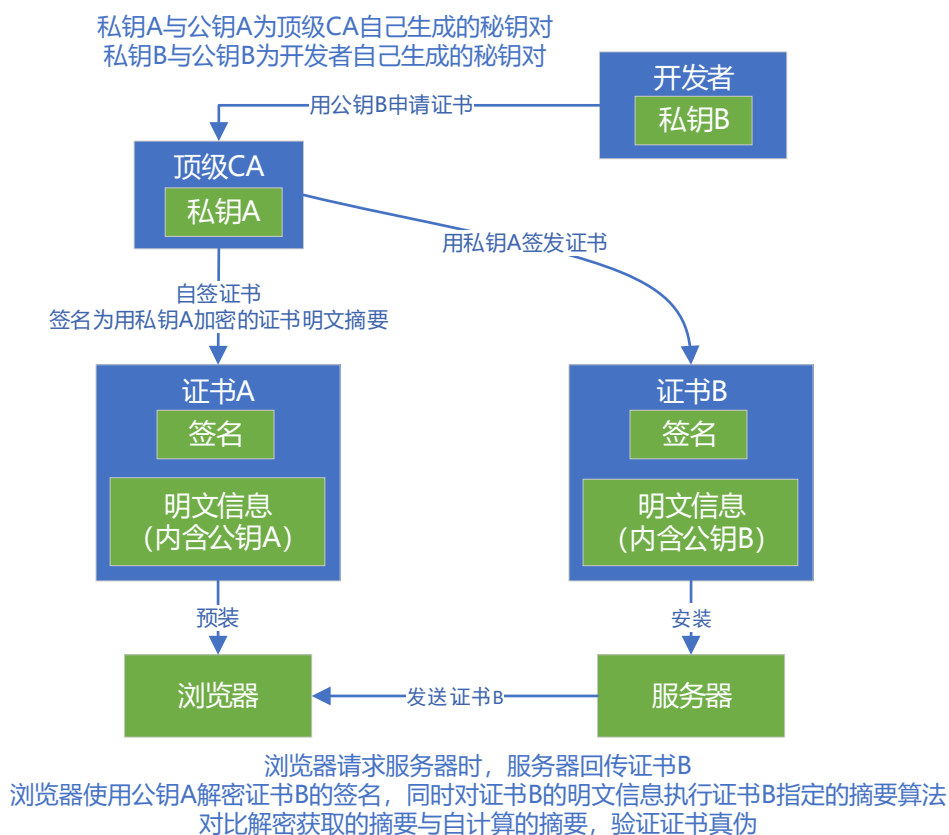 私钥A与公钥A为顶级CA自己生成的秘钥对
私钥B与公钥B为开发者自己生成的秘钥对
开发者
私钥B
用公钥B申请证书
顶级CA
私钥A
用私钥A签发证书
自签证书
签名为用私钥A加密的证书明文摘要
证书A
签名
明文信息
（内含公钥A）
证书B
签名
明文信息
（内含公钥B）
预装
安装
浏览器
发送证书B
服务器
浏览器请求服务器时，服务器回传证书B
浏览器使用公钥A解密证书B的签名，同时对证书B的明文信息执行证书B指定的摘要算法
对比解密获取的摘要与自计算的摘要，验证证书真伪